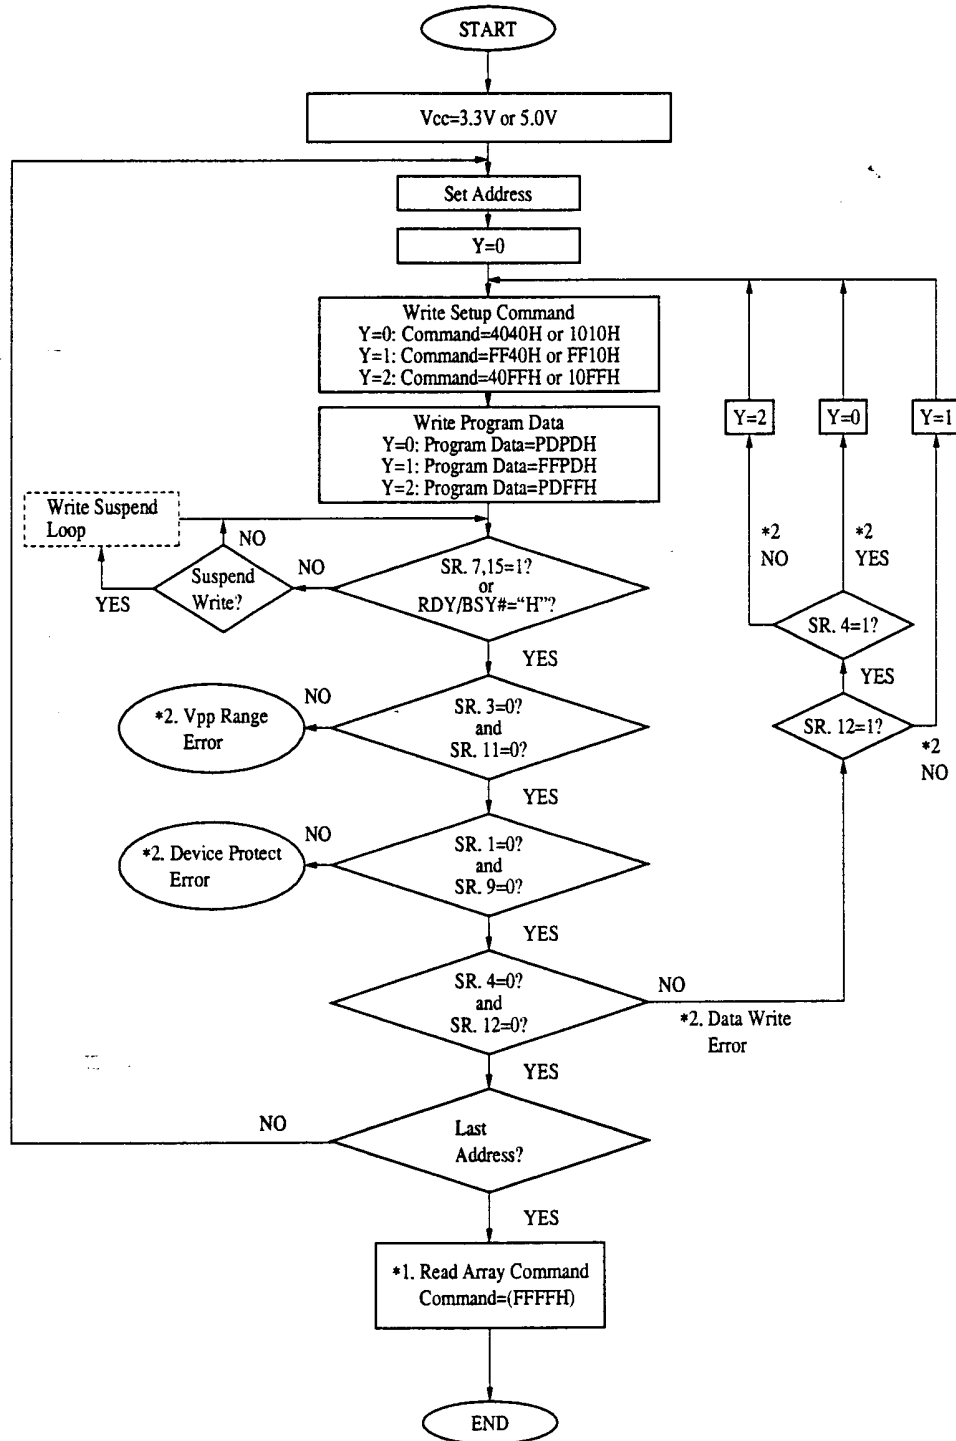 START
Vcc=3.3V or 5.0V
Set Address
Y=0
Write Setup Command
Y=0: Command=4040H or 1010H
Y=1: Command=FF40H or FF10H
Y=2: Command=40FFH or 10FFH
Y=2
Y=0
Y=1
Write Program Data
Y=0: Program Data=PDPDH
Y=1: Program Data=FFPDH
Y=2: Program Data=PDFFH
Write Suspend
Loop
NO
*2
NO
*2
YES
Suspend
Write?
YES
NO
SR. 7,15=1?
or
RDY/BSY#="H"?
YES
SR. 4=1?
YES
*2. Vpp Range
Error
NO
SR. 3=0?
and
SR. 11=0?
YES
SR. 12=1?
*2
NO
*2. Device Protect
Error
NO
SR. 1=0?
and
SR. 9=0?
YES
SR. 4=0?
and
SR. 12=0?
NO
*2. Data Write
Error
YES
NO
Last
Address?
YES
*1. Read Array Command
Command=(FFFFH)
END